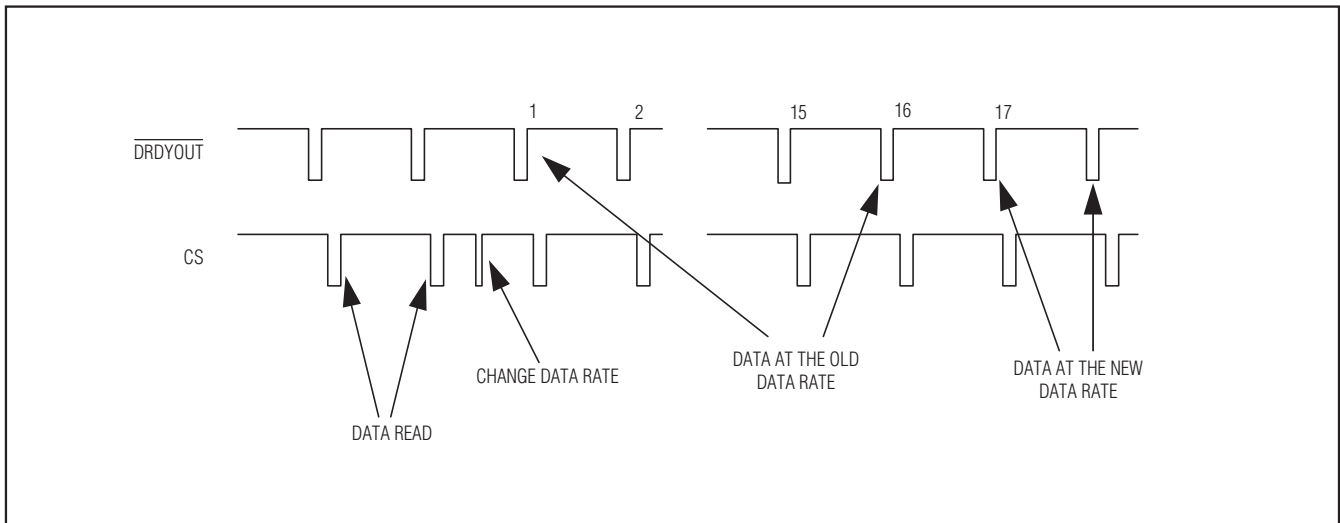 1 2 15 16 17
DRDYOUT
CS
CHANGE DATA RATE
DATA AT THE OLD
DATA RATE
DATA AT THE NEW
DATA RATE
DATA READ